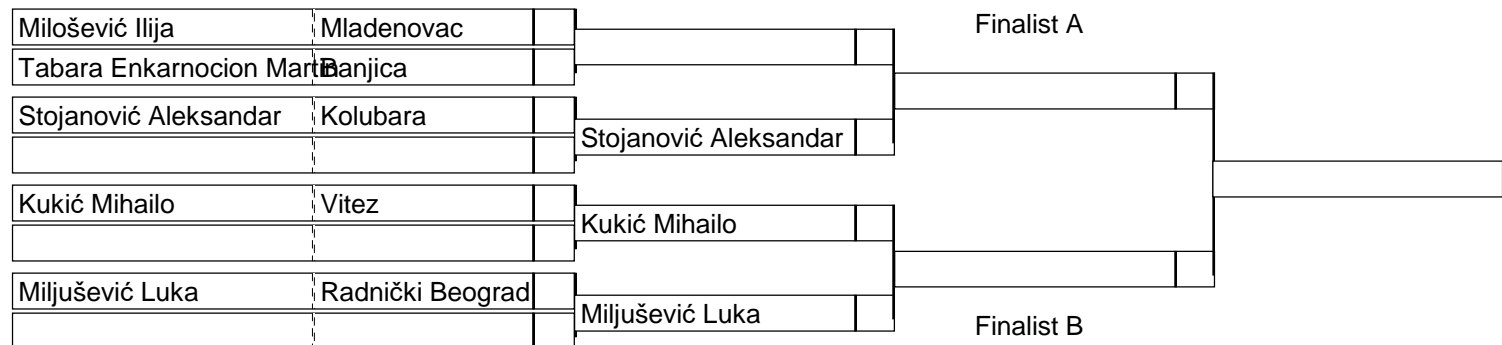 Milošević Ilija Mladenovac
Finalist A
Tabara Enkarnocion Martin Banjica
Stojanović Aleksandar Kolubara
Stojanović Aleksandar
Kukić Mihailo Vitez
Kukić Mihailo
Miljušević Luka Radnički Beograd
Miljušević Luka
Finalist B